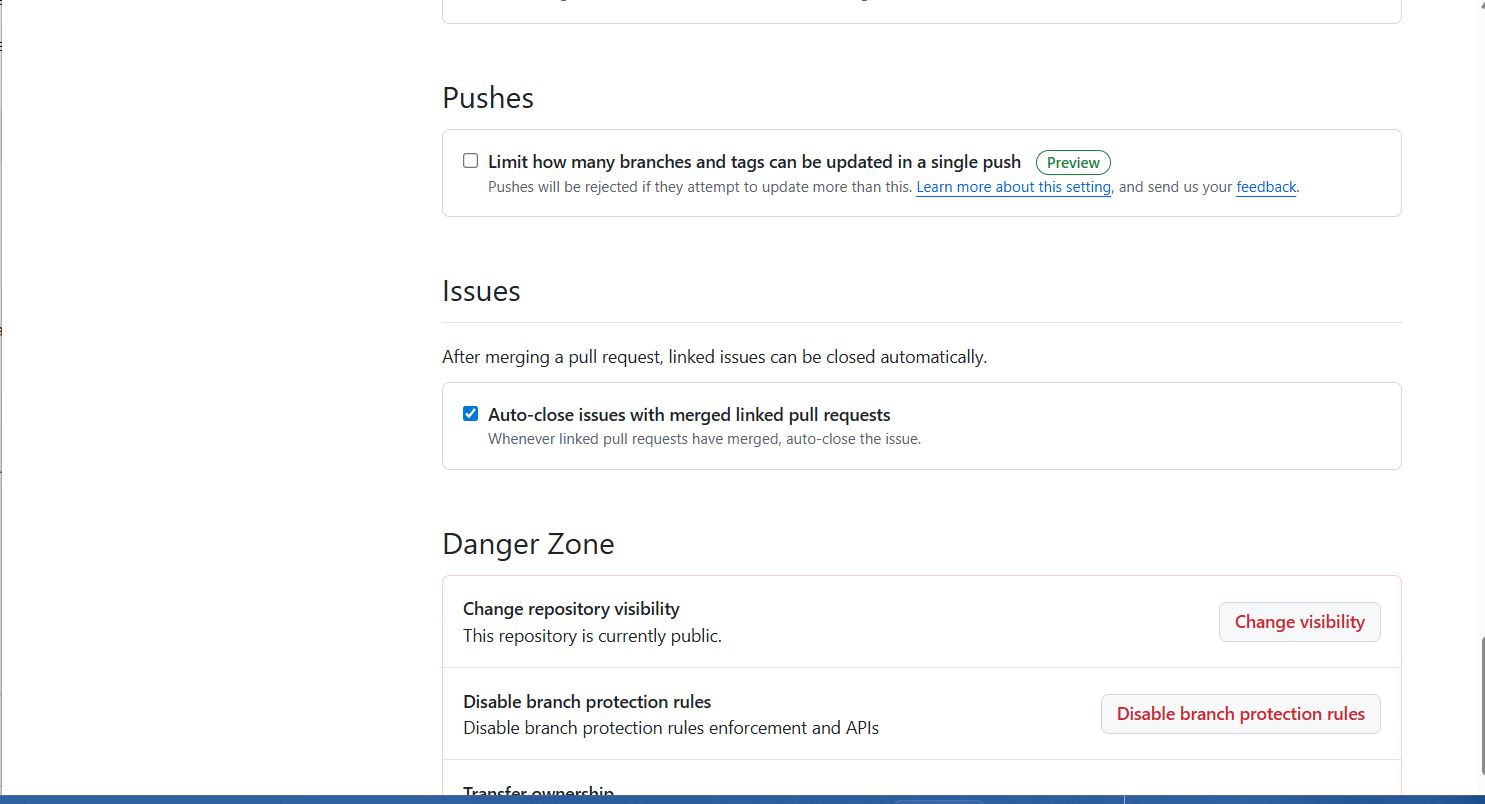 Pushes
Limit how many branches and tags can be updated in a single push Preview
Pushes will be rejected if they attempt to update more than this. Learn more about this setting, and send us your feedback.
Issues
After merging a pull request, linked issues can be closed automatically.
Auto-close issues with merged linked pull requests
Whenever linked pull requests have merged, auto-close the issue.
Danger Zone
Change repository visibility
This repository is currently public.
Change visibility
Disable branch protection rules
Disable branch protection rules enforcement and APIs
Disable branch protection rules
Transfer ownership